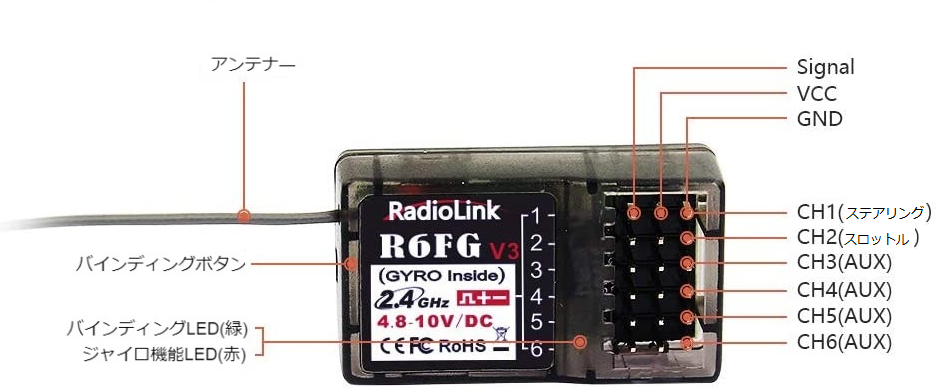 アンテナー
Signal
VCC
GND
RadioLink
R6FG V3
(GYRO Inside)
2.4GHz
4.8-10V/DC
CE FC RoHS
1
2
3
4
5
6
CH1(ステアリング)
CH2(スロットル)
CH3(AUX)
CH4(AUX)
CH5(AUX)
CH6(AUX)
バインディングボタン
バインディングLED(緑)
ジャイロ機能LED(赤)